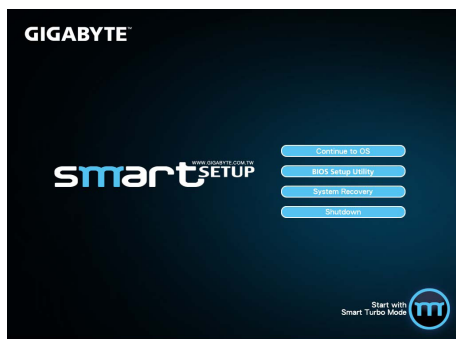 GIGABYTE™
WWW.GIGABYTE.COM.TW
smart SETUP
Continue to OS
BIOS Setup Utility
System Recovery
Shutdown
Start with
Smart Turbo Mode
m